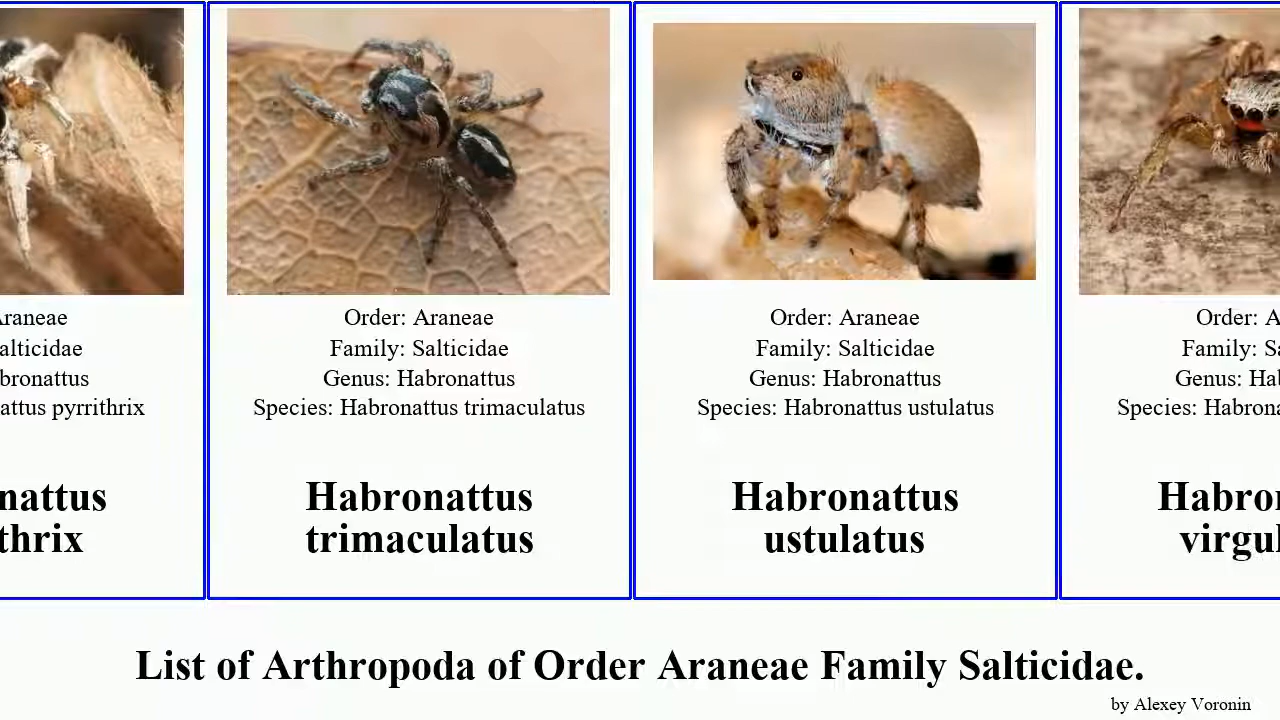 Araneae
alticidae
bronattus
attus pyrrithrix
nattus
thrix
Order: Araneae
Family: Salticidae
Genus: Habronattus
Species: Habronattus trimaculatus
Habronattus
trimaculatus
Order: Araneae
Family: Salticidae
Genus: Habronattus
Species: Habronattus ustulatus
Habronattus
ustulatus
Order: A
Family: Sa
Genus: Hab
Species: Habrona
Habron
virgul
List of Arthropoda of Order Araneae Family Salticidae.
by Alexey Voronin